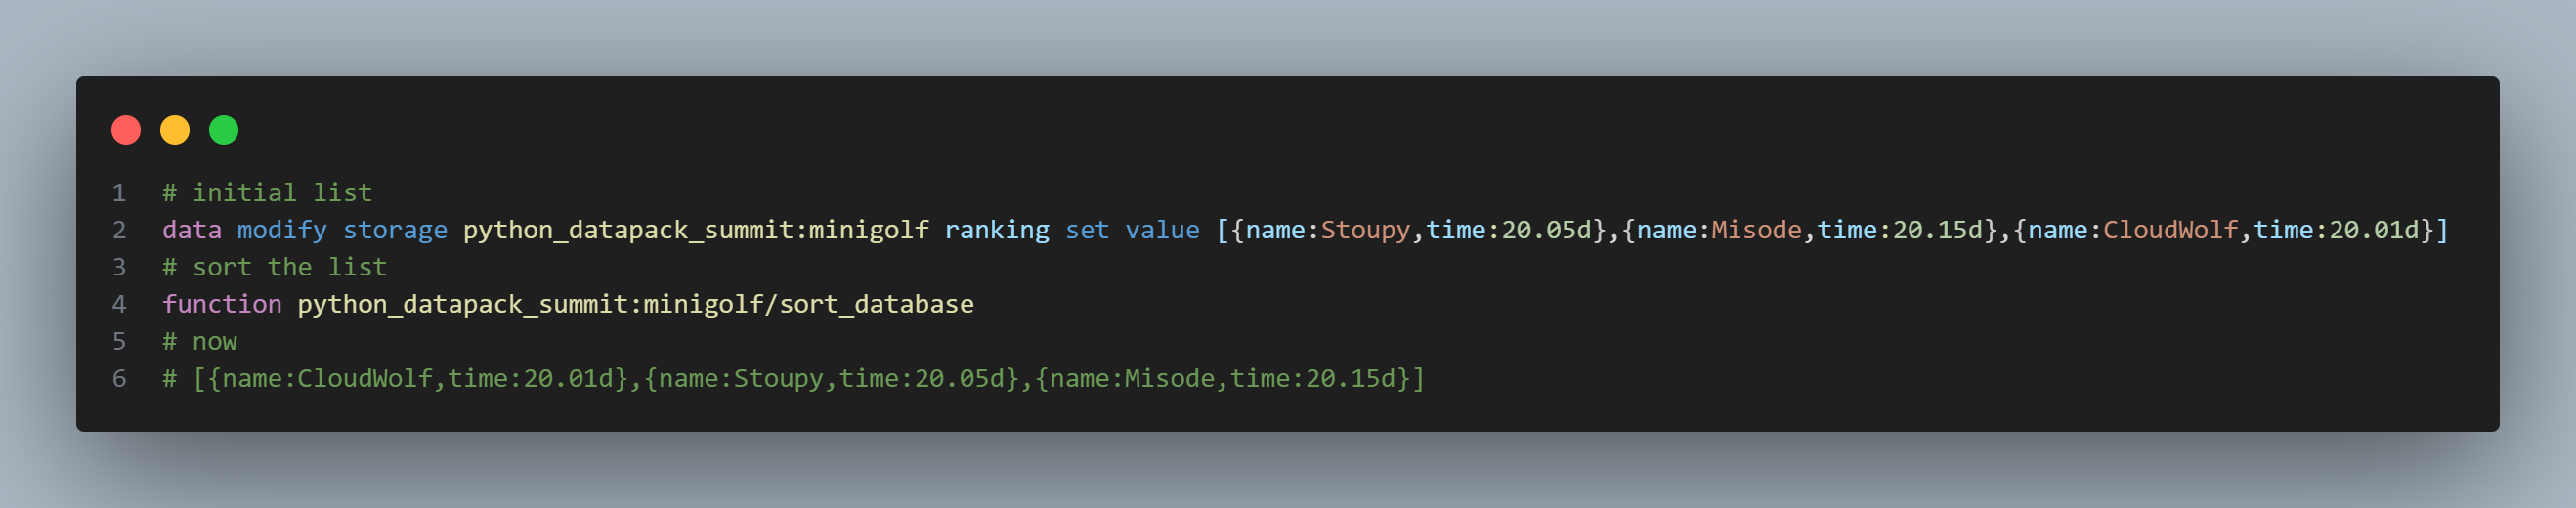 1 # initial list
2 data modify storage python_datapack_summit:minigolf ranking set value [{name:Stoupy,time:20.05d},{name:Misode,time:20.15d},{name:CloudWolf,time:20.01d}]
3 # sort the list
4 function python_datapack_summit:minigolf/sort_database
5 # now
6 # [{name:CloudWolf,time:20.01d},{name:Stoupy,time:20.05d},{name:Misode,time:20.15d}]